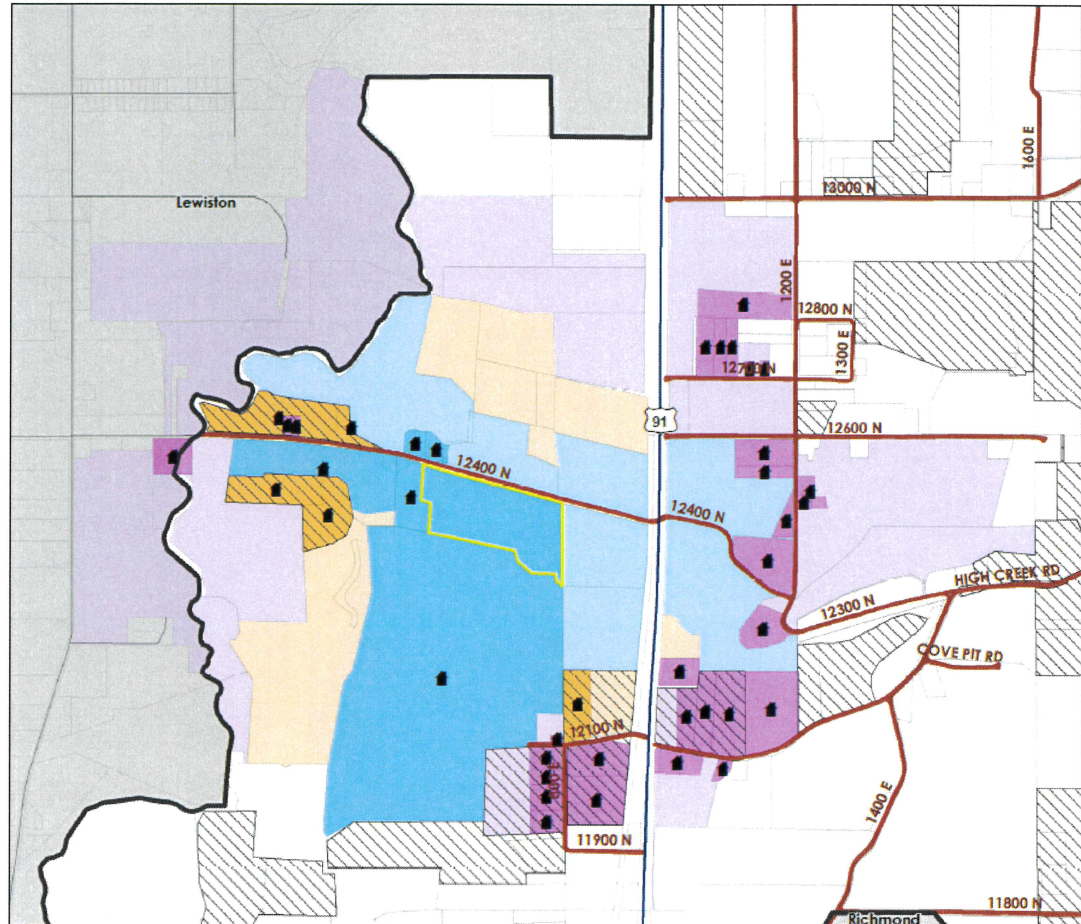 1600 E
13000 N
Lewiston
1200 E
12800 N
1300 E
12700 N
91
12600 N
12400 N
12400 N
HIGH CREEK RD
12300 N
COVE PIT RD
12100 N
800 E
1400 E
11900 N
11800 N
Richmond